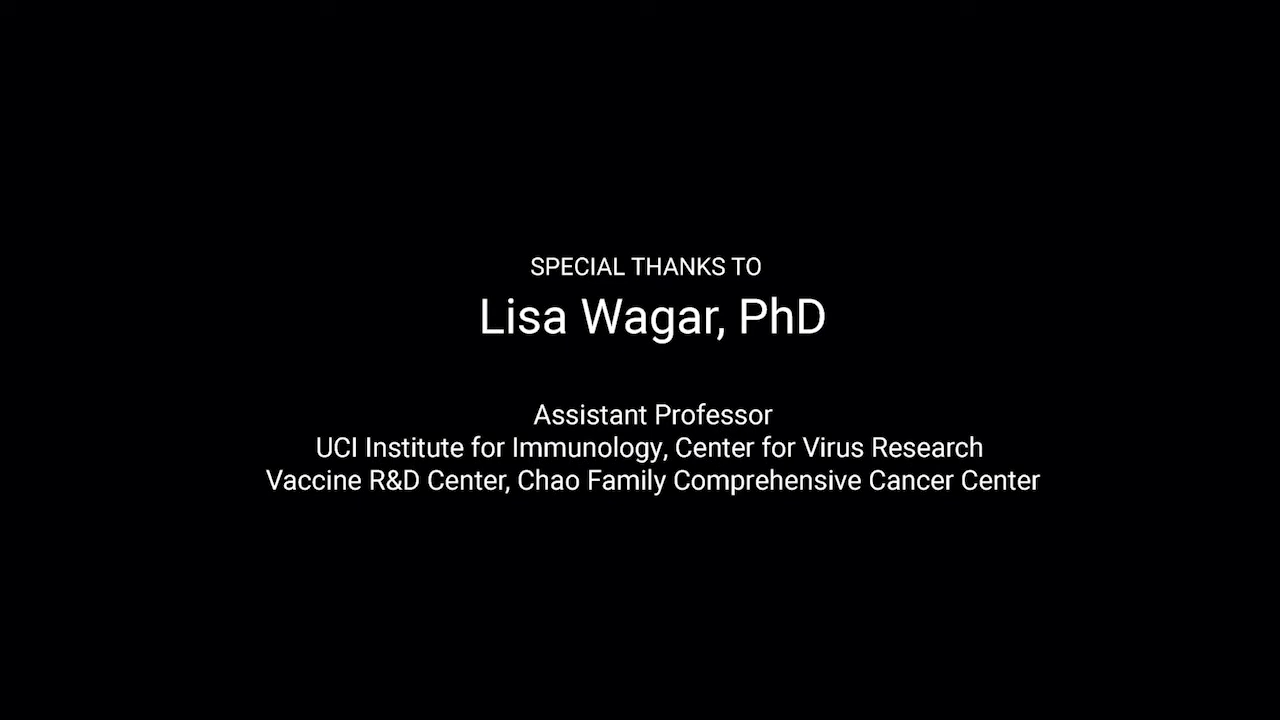 SPECIAL THANKS TO
Lisa Wagar, PhD
Assistant Professor
UCI Institute for Immunology, Center for Virus Research
Vaccine R&D Center, Chao Family Comprehensive Cancer Center